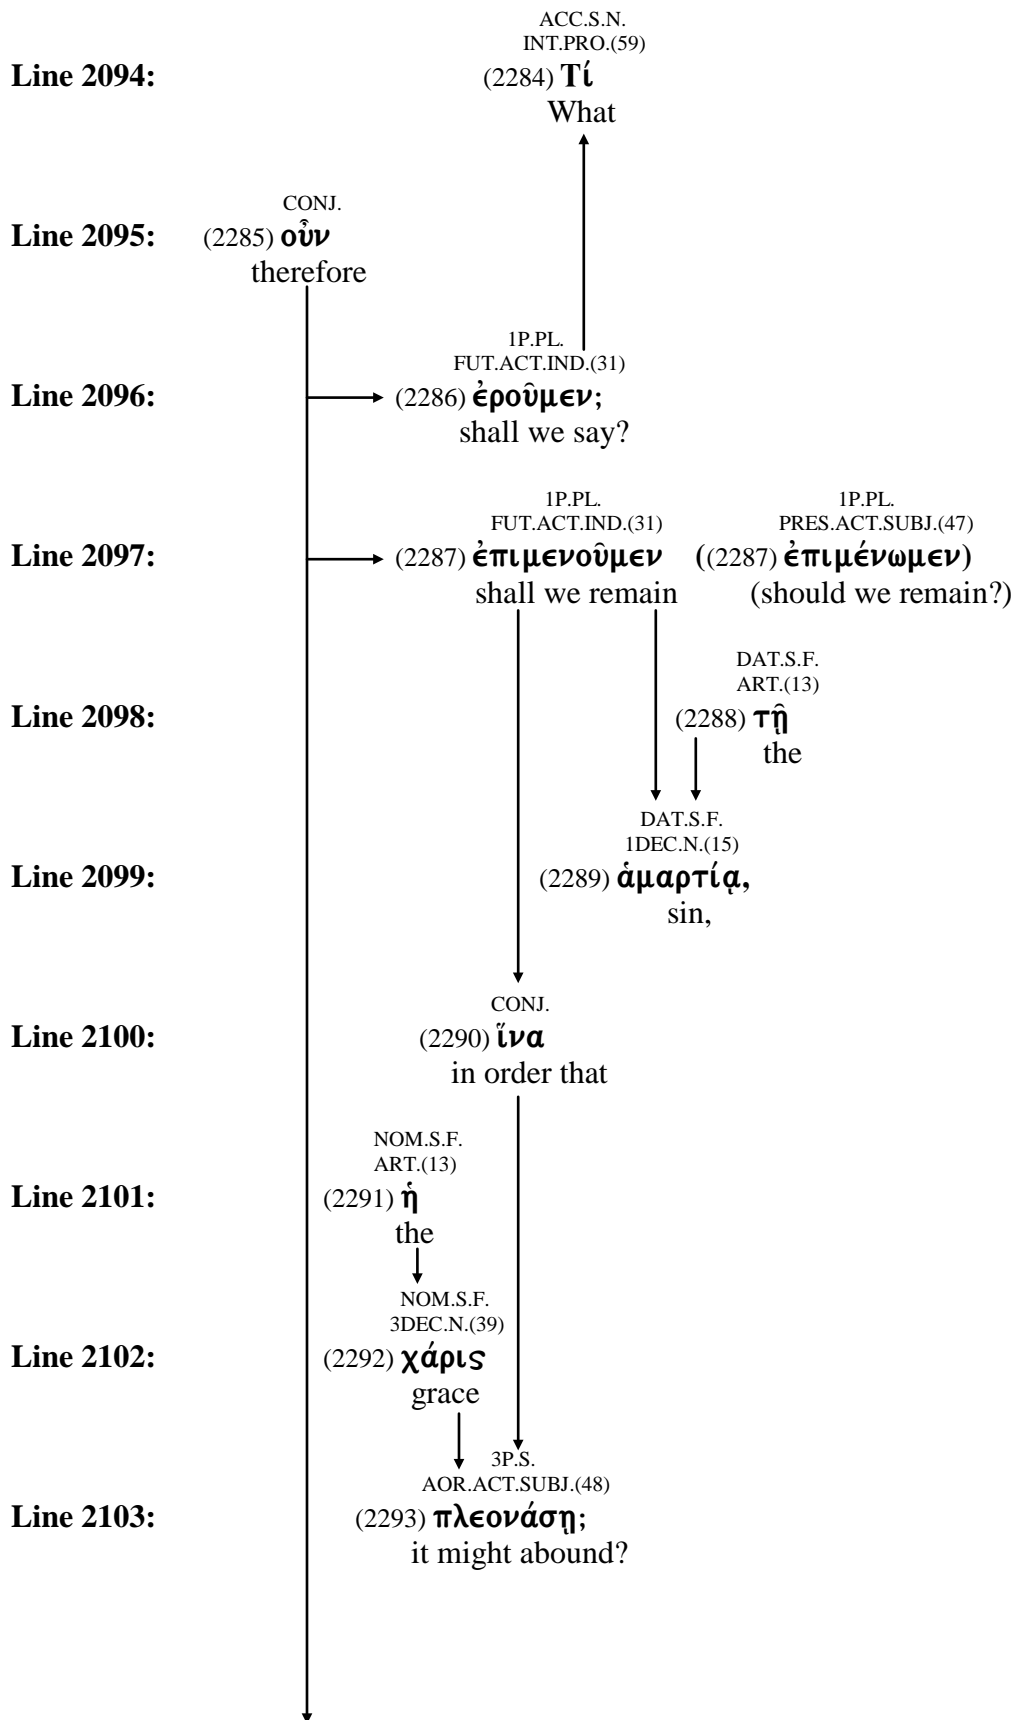 ACC.S.N.
INT.PRO.(59)
Line 2094: (2284) Τί
What
CONJ.
Line 2095: (2285) οὖν
therefore
1P.PL.
FUT.ACT.IND.(31)
Line 2096: (2286) ἐροῦμεν;
shall we say?
1P.PL. 1P.PL.
FUT.ACT.IND.(31) PRES.ACT.SUBJ.(47)
Line 2097: (2287) ἐπιμενοῦμεν ((2287) ἐπιμένωμεν)
shall we remain (should we remain?)
DAT.S.F.
ART.(13)
Line 2098: (2288) τῇ
the
DAT.S.F.
1DEC.N.(15)
Line 2099: (2289) ἁμαρτίᾳ,
sin,
CONJ.
Line 2100: (2290) ἵνα
in order that
NOM.S.F.
ART.(13)
Line 2101: (2291) ἡ
the
NOM.S.F.
3DEC.N.(39)
Line 2102: (2292) χάρις
grace
3P.S.
AOR.ACT.SUBJ.(48)
Line 2103: (2293) πλεονάσῃ;
it might abound?